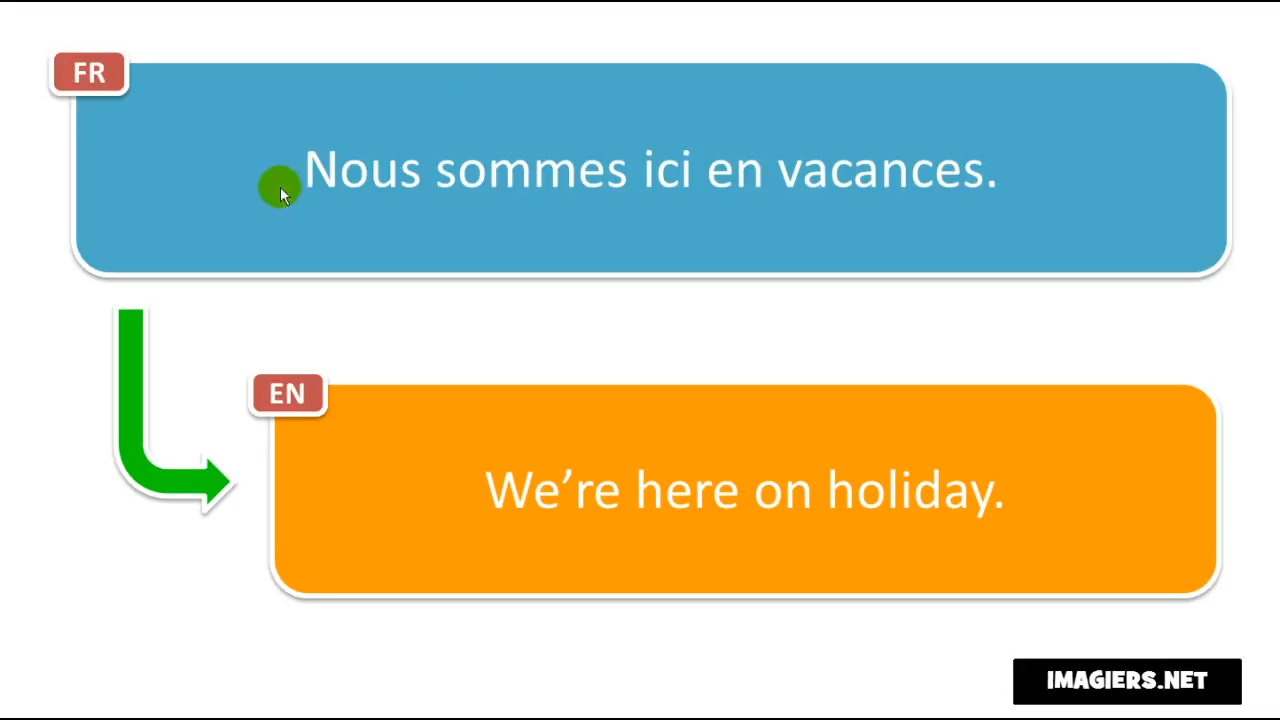 FR
Nous sommes ici en vacances.
EN
We’re here on holiday.
IMAGIERS.NET